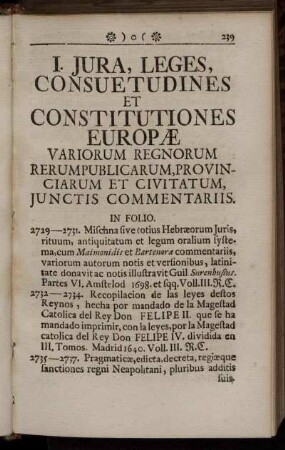 ❋ ) o ( ❋ 239
I. JURA, LEGES,
CONSUETUDINES
ET
CONSTITUTIONES
EUROPÆ
VARIORUM REGNORUM
RERUMPUBLICARUM, PROVIN-
CIARUM ET CIVITATUM,
JUNCTIS COMMENTARIIS.
IN FOLIO.
2729—2731. Miſchna ſive totius Hebræorum Juris,
rituum, antiquitatum et legum oralium ſyſte-
ma, cum Maimonidis et Bartenoræ commentariis,
variorum autorum notis et verſionibus, latini-
tate donavit ac notis illuſtravit Guil Surenhuſius.
Partes VI. Amſtelod 1698. et ſqq. Voll. III. R.C.
2732—2734. Recopilacion de las leyes deſtos
Reynos, hecha por mandado de la Mageſtad
Catolica del Rey Don FELIPE II. que ſe ha
mandado imprimir, con la leyes, por la Mageſtad
catolica del Rey Don FELIPE IV. dividida en
III, Tomos. Madrid 1640. Voll. III. R.C.
2735—2737. Pragmaticæ, edicta, decreta, regiæque
ſanctiones regni Neapolitani, pluribus additis
ſuis,